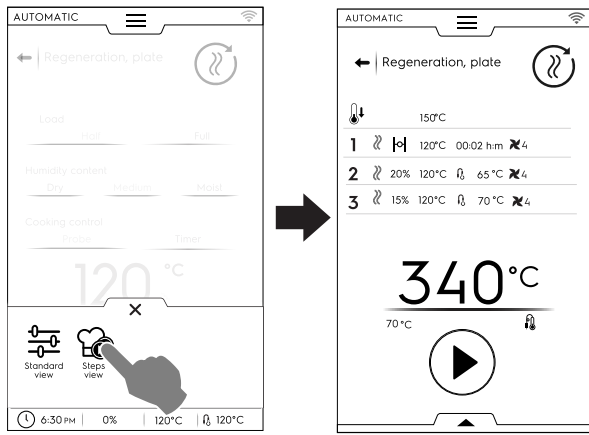 AUTOMATIC
Regeneration, plate
Load
Half Full
Humidity content
Dry Medium Moist
Cooking control
Probe Timer
120 °C
Standard view
Steps view
6:30 PM 0% 120°C 120°C
AUTOMATIC
Regeneration, plate
150°C
1 120°C 00:02 h:m 4
2 20% 120°C 65 °C 4
3 15% 120°C 70 °C 4
340°C
70 °C